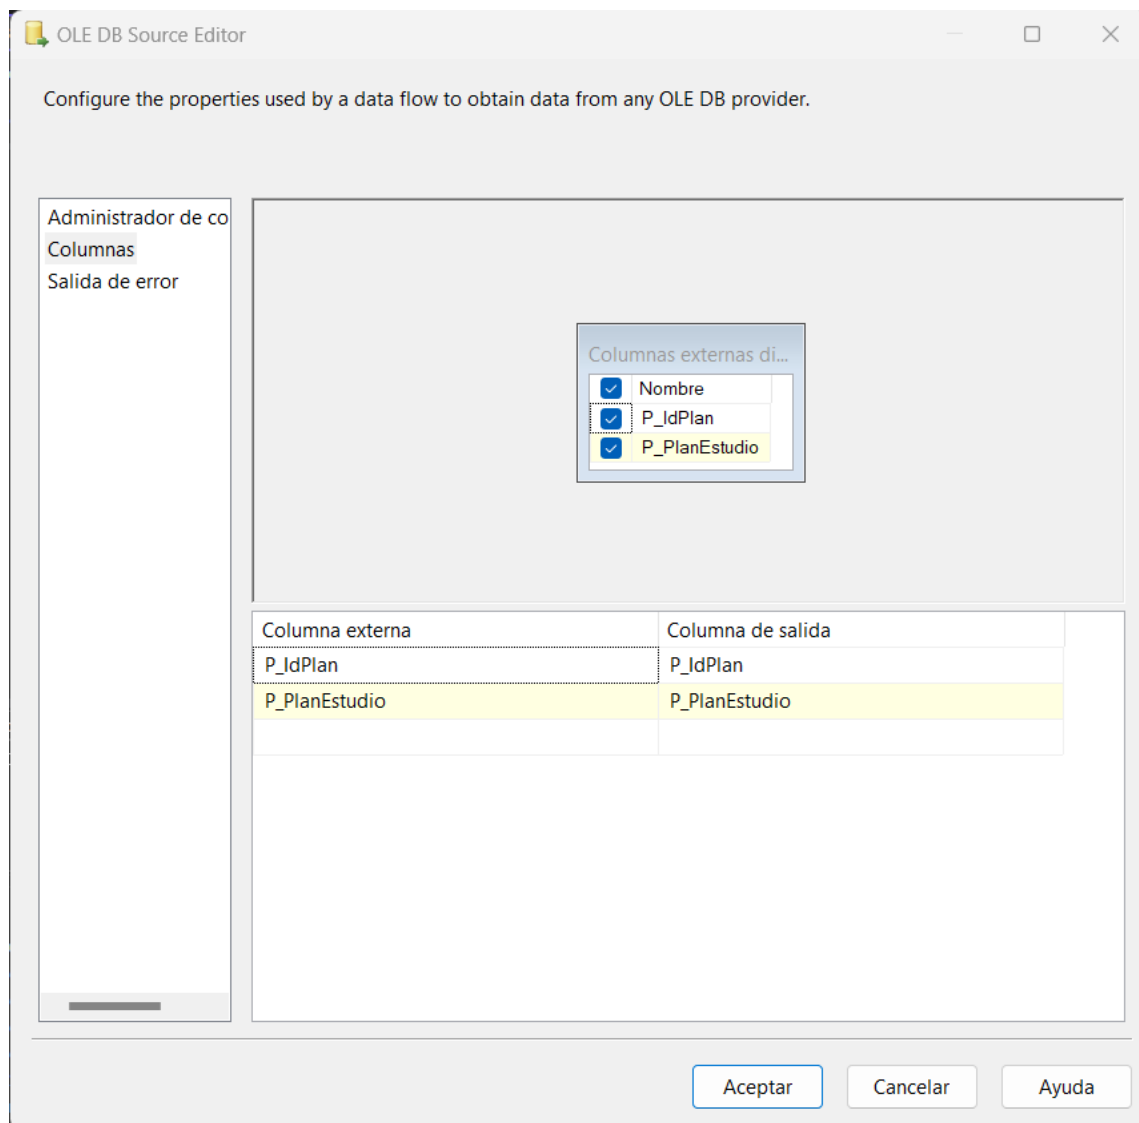 OLE DB Source Editor
Configure the properties used by a data flow to obtain data from any OLE DB provider.
Administrador de co
Columnas
Salida de error
Columnas externas di...
Nombre
P_IdPlan
P_PlanEstudio
Columna externa Columna de salida
P_IdPlan P_IdPlan
P_PlanEstudio P_PlanEstudio
Aceptar Cancelar Ayuda